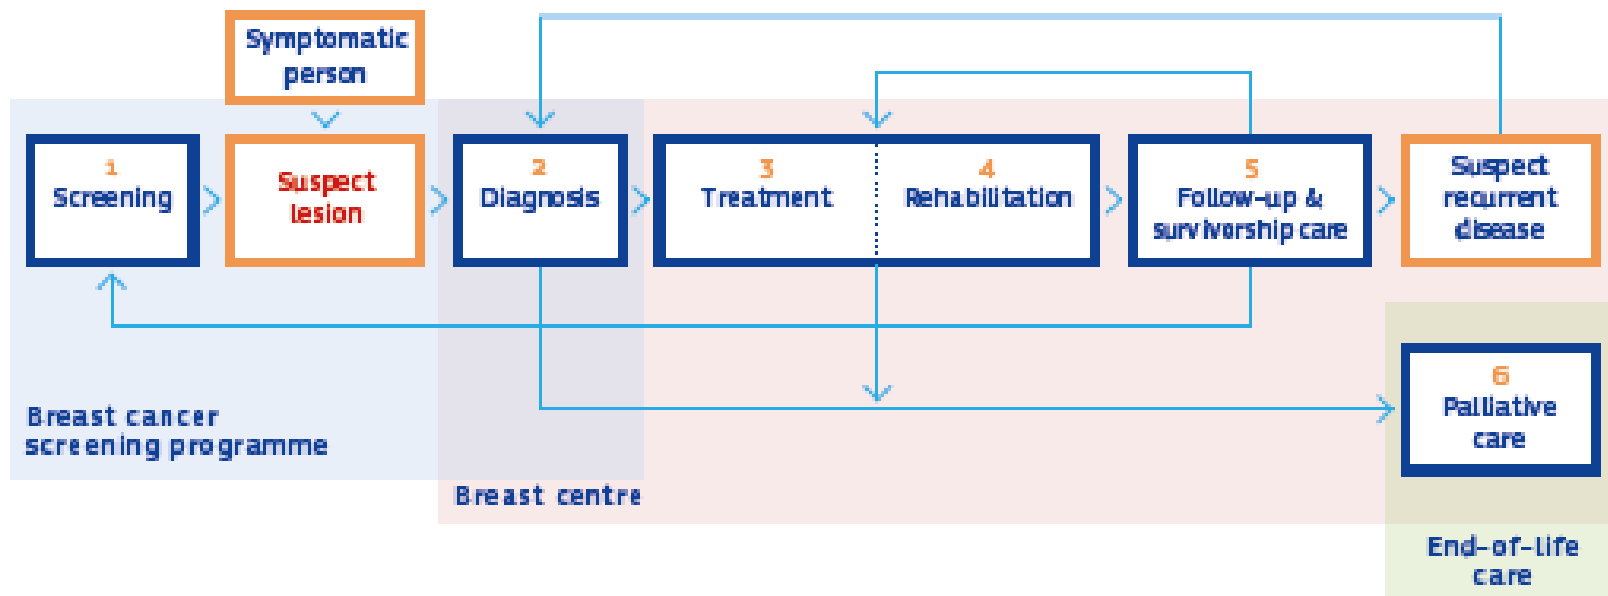 Symptomatic
person
1
Screening
Suspect
lesion
2
Diagnosis
3
Treatment
4
Rehabilitation
5
Follow-up &
survivorship care
Suspect
recurrent
disease
6
Palliative
care
Breast cancer
screening programme
Breast centre
End-of-life
care